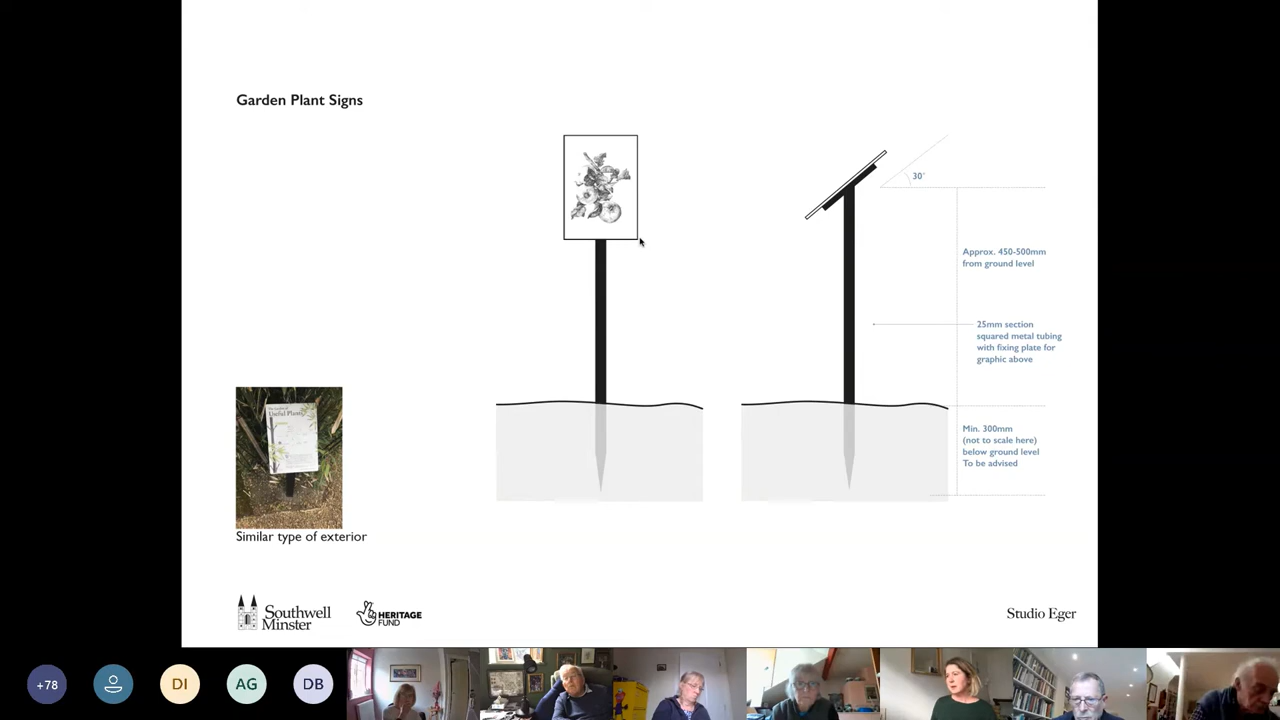 Garden Plant Signs
30°
Approx. 450-500mm
from ground level
25mm section
squared metal tubing
with fixing plate for
graphic above
Min. 300mm
(not to scale here)
below ground level
To be advised
Useful Plants
Similar type of exterior
Southwell
Minster
HERITAGE
FUND
Studio Eger
+78
DI
AG
DB